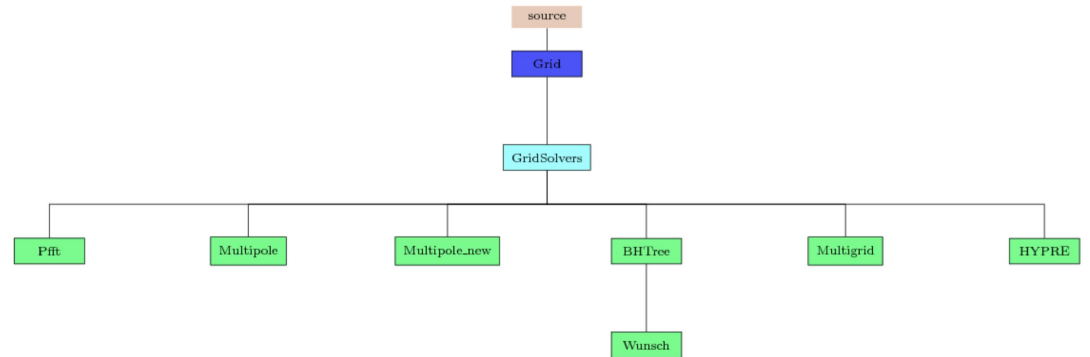 source
Grid
GridSolvers
Pfft
Multipole
Multipole_new
BHTree
Multigrid
HYPRE
Wunsch